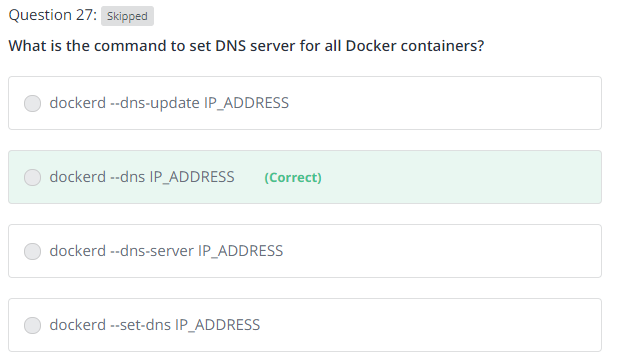 Question 27: Skipped
What is the command to set DNS server for all Docker containers?
dockerd --dns-update IP_ADDRESS
dockerd --dns IP_ADDRESS (Correct)
dockerd --dns-server IP_ADDRESS
dockerd --set-dns IP_ADDRESS